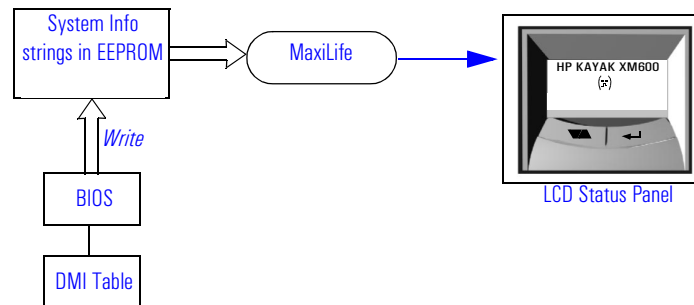 System Info
strings in EEPROM
MaxiLife
HP KAYAK XM600
Write
BIOS
LCD Status Panel
DMI Table